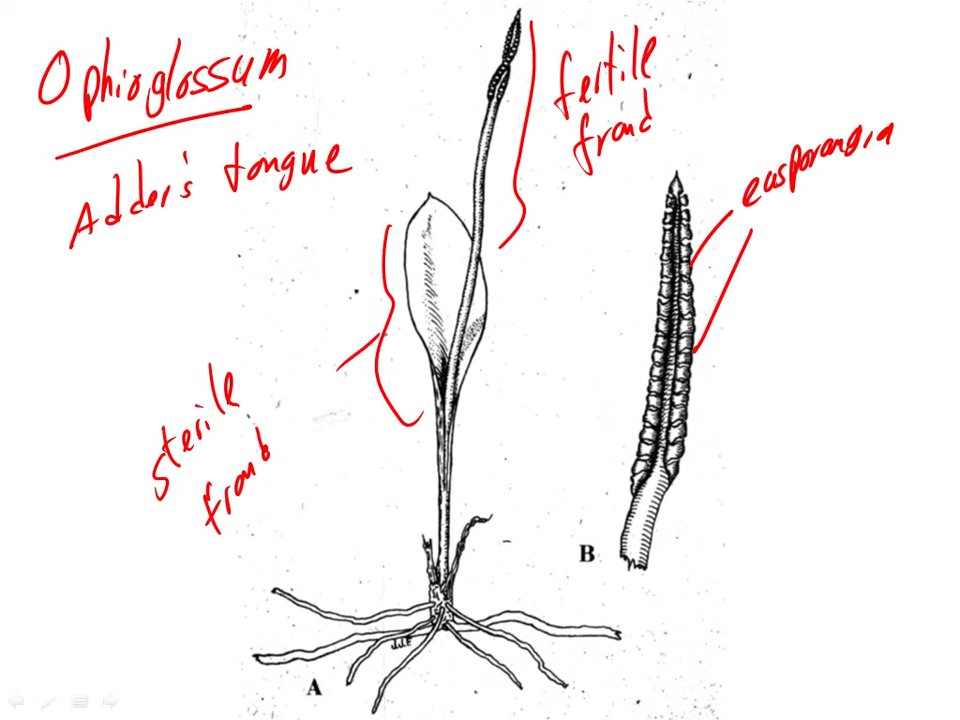 Ophioglossum
Adder's tongue
fertile
frond
eusporangia
sterile
frond
B
A